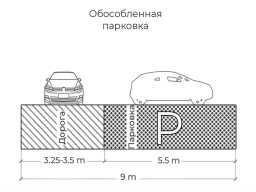 Обособленная
парковка
Дорога
Парковка
P
3.25-3.5 m
5.5 m
9 m